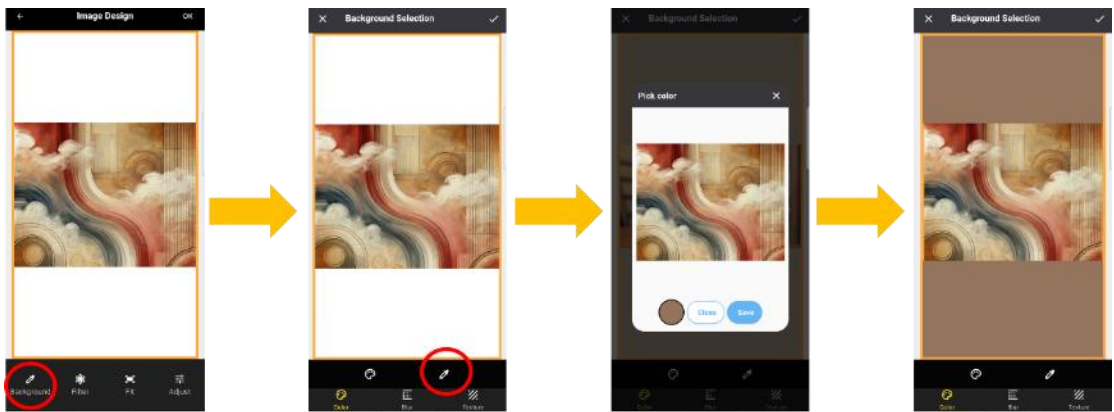 Image Design
OK
Background
Filter
Fit
Adjust
Background Selection
Color
Blur
Texture
Background Selection
Pick color
Close
Save
Color
Blur
Texture
Background Selection
Color
Blur
Texture